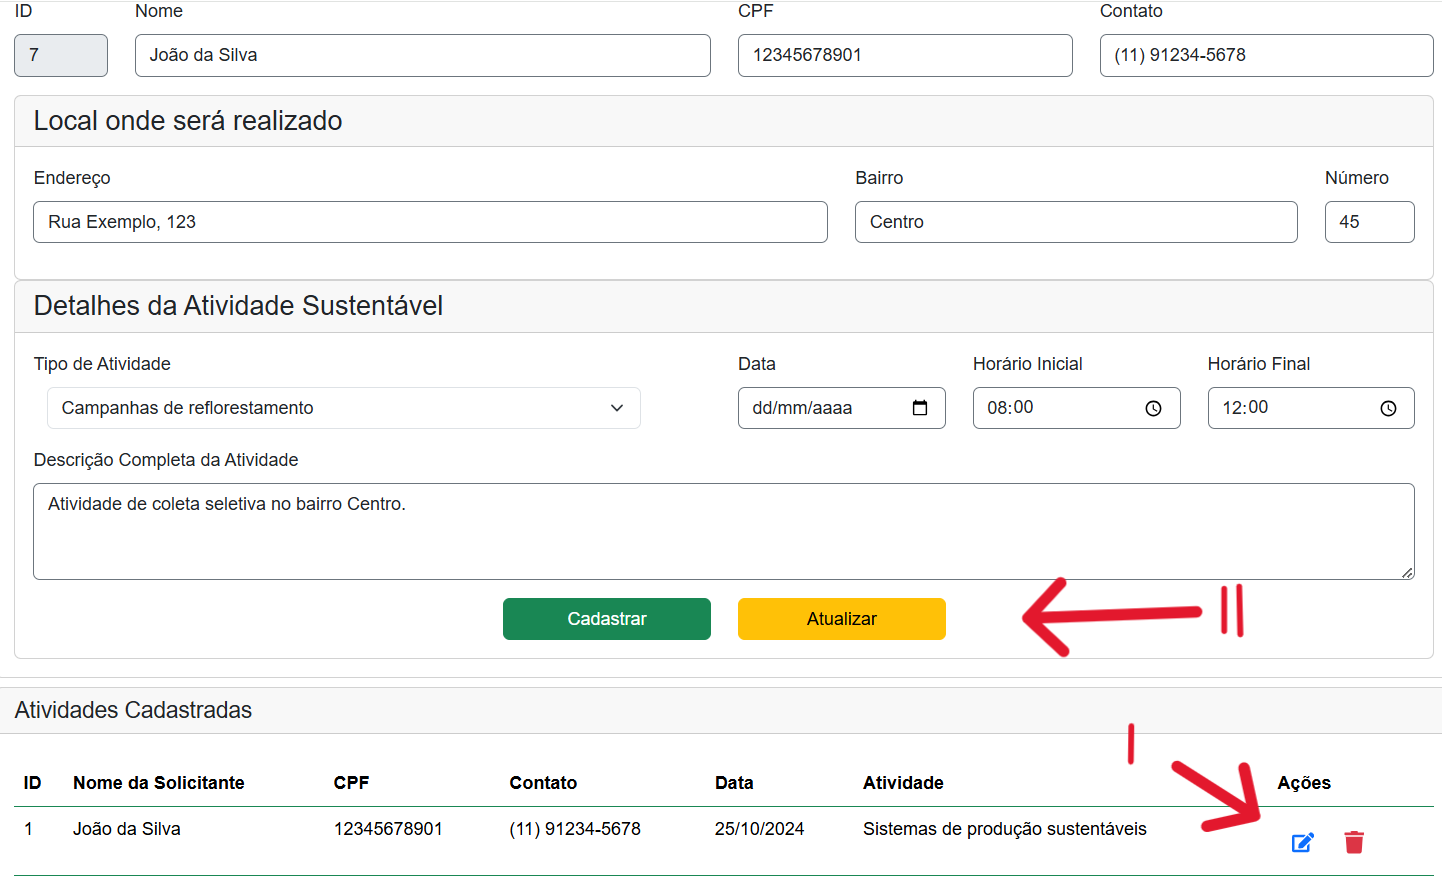 ID Nome CPF Contato
7 João da Silva 12345678901 (11) 91234-5678
Local onde será realizado
Endereço Bairro Número
Rua Exemplo, 123 Centro 45
Detalhes da Atividade Sustentável
Tipo de Atividade Data Horário Inicial Horário Final
Campanhas de reflorestamento dd/mm/aaaa 08:00 12:00
Descrição Completa da Atividade
Atividade de coleta seletiva no bairro Centro.
Cadastrar Atualizar II
Atividades Cadastradas
I
ID Nome da Solicitante CPF Contato Data Atividade Ações
1 João da Silva 12345678901 (11) 91234-5678 25/10/2024 Sistemas de produção sustentáveis